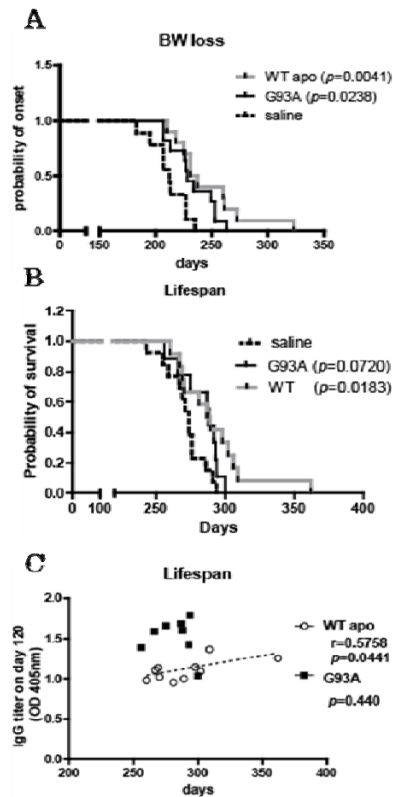 A
BW loss
WT apo (p=0.0041)
G93A (p=0.0238)
saline
probability of onset
1.5
1.0
0.5
0.0
0 150 200 250 300 350
days
B
Lifespan
saline
G93A (p=0.0720)
WT (p=0.0183)
Probability of survival
1.2
1.0
0.8
0.6
0.4
0.2
0.0
0 100 250 300 350 400
Days
C
Lifespan
WT apo
r=0.5758
p=0.0441
G93A
p=0.440
IgG titer on day 120
(OD 405nm)
2.0
1.5
1.0
0.5
0.0
200 250 300 350 400
days